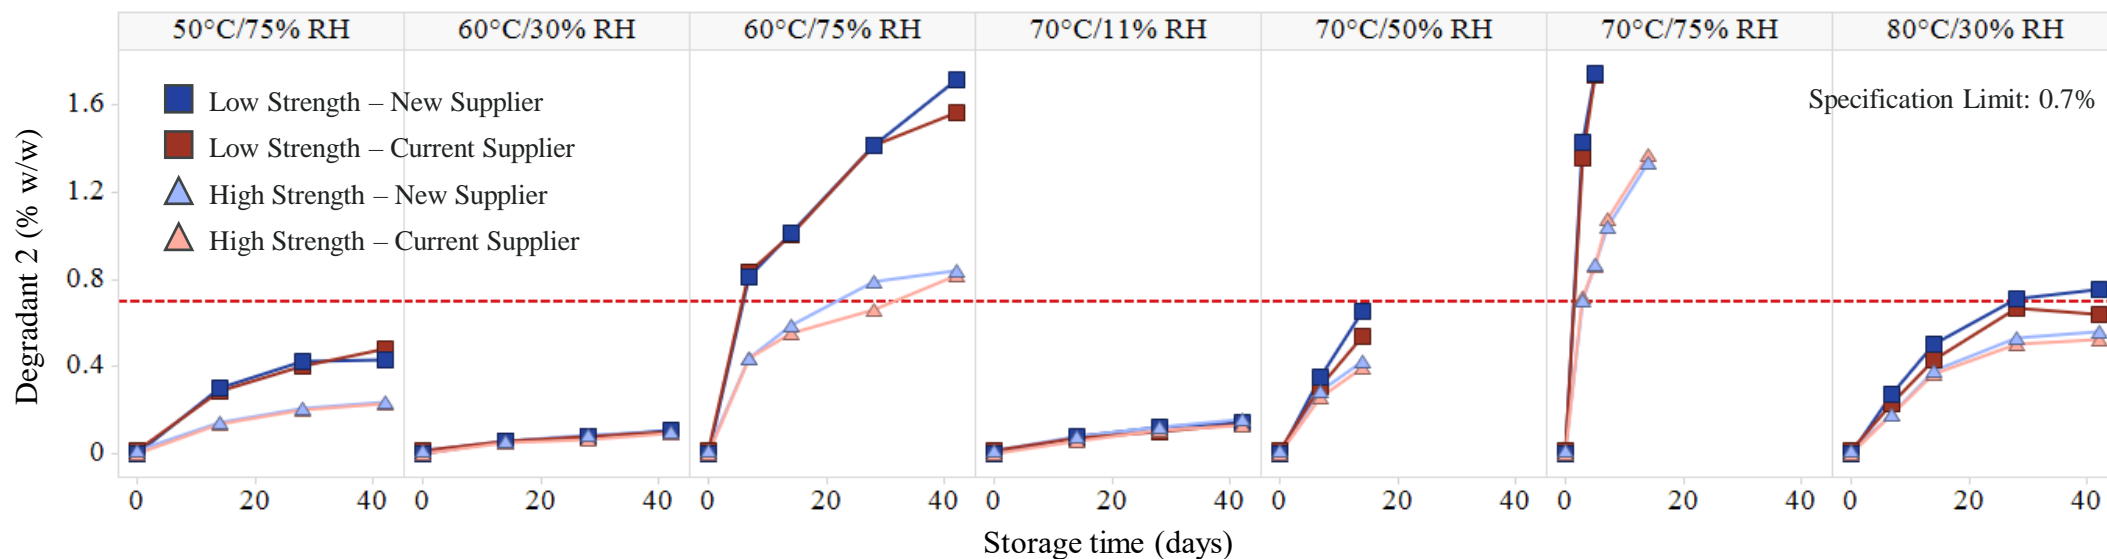 50°C/75% RH 60°C/30% RH 60°C/75% RH 70°C/11% RH 70°C/50% RH 70°C/75% RH 80°C/30% RH
Low Strength – New Supplier
Low Strength – Current Supplier
High Strength – New Supplier
High Strength – Current Supplier
Specification Limit: 0.7%
Degradant 2 (% w/w)
1.6
1.2
0.8
0.4
0
0 20 40 0 20 40 0 20 40 0 20 40 0 20 40 0 20 40 0 20 40
Storage time (days)